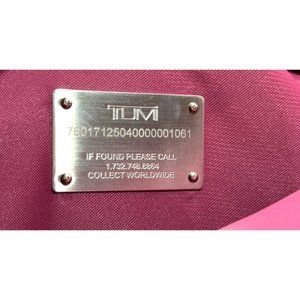 TUMI
76017125040000001061
IF FOUND PLEASE CALL
1.732.748.8864
COLLECT WORLDWIDE